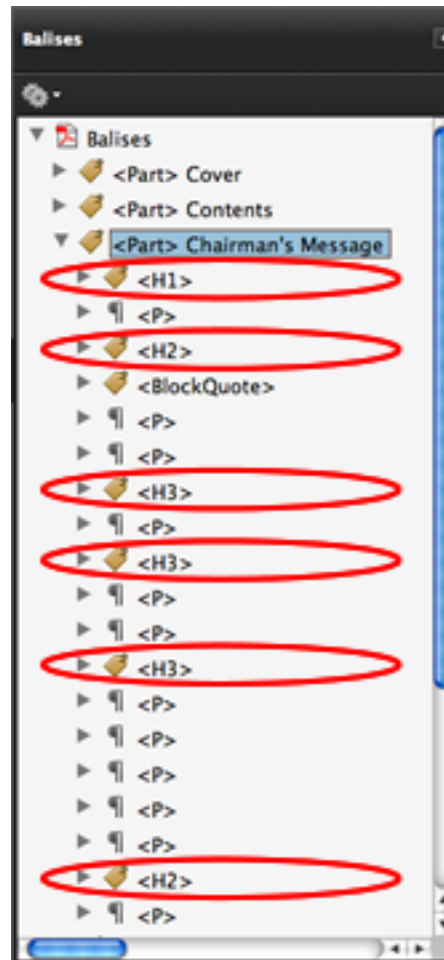 Balises
Balises
<Part> Cover
<Part> Contents
<Part> Chairman's Message
<H1>
<P>
<H2>
<BlockQuote>
<P>
<P>
<H3>
<P>
<H3>
<P>
<P>
<H3>
<P>
<P>
<P>
<P>
<P>
<H2>
<P>